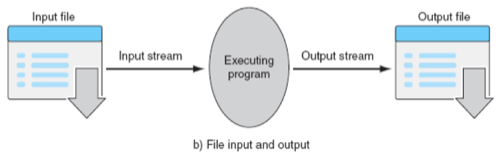 Input file
Output file
Input stream
Executing
program
Output stream
b) File input and output